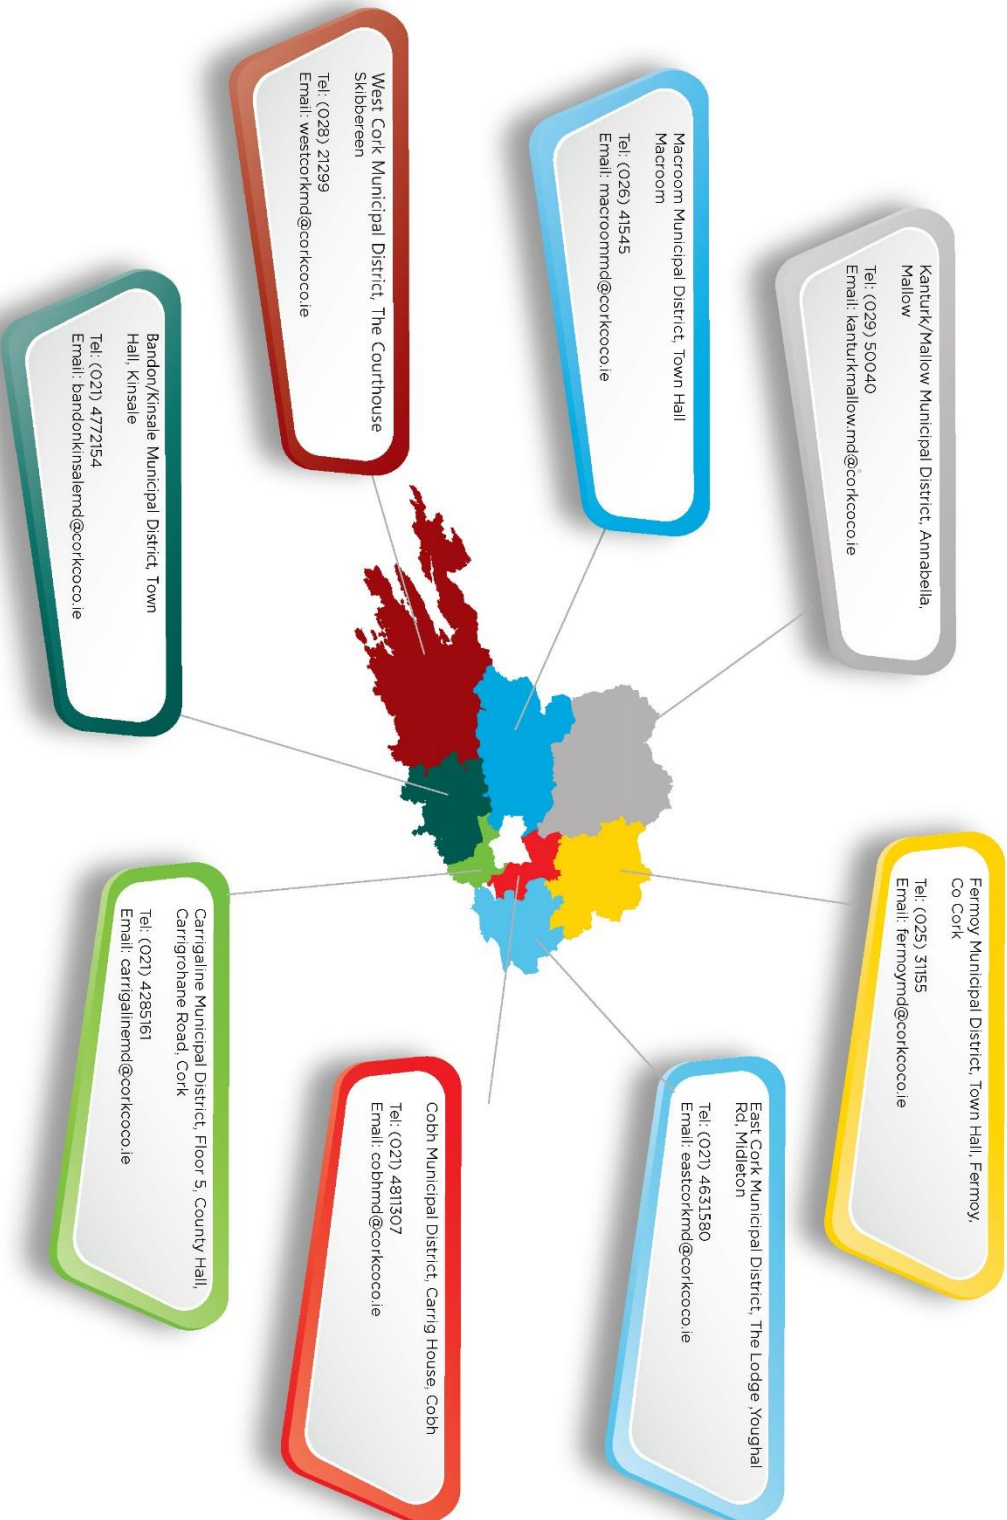 Kanturk/Mallow Municipal District, Annabella,
Mallow
Tel: (029) 50040
Email: kanturkmallow.md@corkcoco.ie
Macroom Municipal District, Town Hall
Macroom
Tel: (026) 41545
Email: macroommd@corkcoco.ie
West Cork Municipal District, The Courthouse
Skibbereen
Tel: (028) 21299
Email: westcorkmd@corkcoco.ie
Bandon/Kinsale Municipal District, Town
Hall, Kinsale
Tel: (021) 4772154
Email: bandonkinsalemd@corkcoco.ie
Fermoy Municipal District, Town Hall, Fermoy,
Co Cork
Tel: (025) 31155
Email: fermoymd@corkcoco.ie
East Cork Municipal District, The Lodge ,Youghal
Rd, Midleton
Tel: (021) 4631580
Email: eastcorkmd@corkcoco.ie
Cobh Municipal District, Carrig House, Cobh
Tel: (021) 4811307
Email: cobhmd@corkcoco.ie
Carrigaline Municipal District, Floor 5, County Hall,
Carrigrohane Road, Cork
Tel: (021) 4285161
Email: carrigalinemd@corkcoco.ie